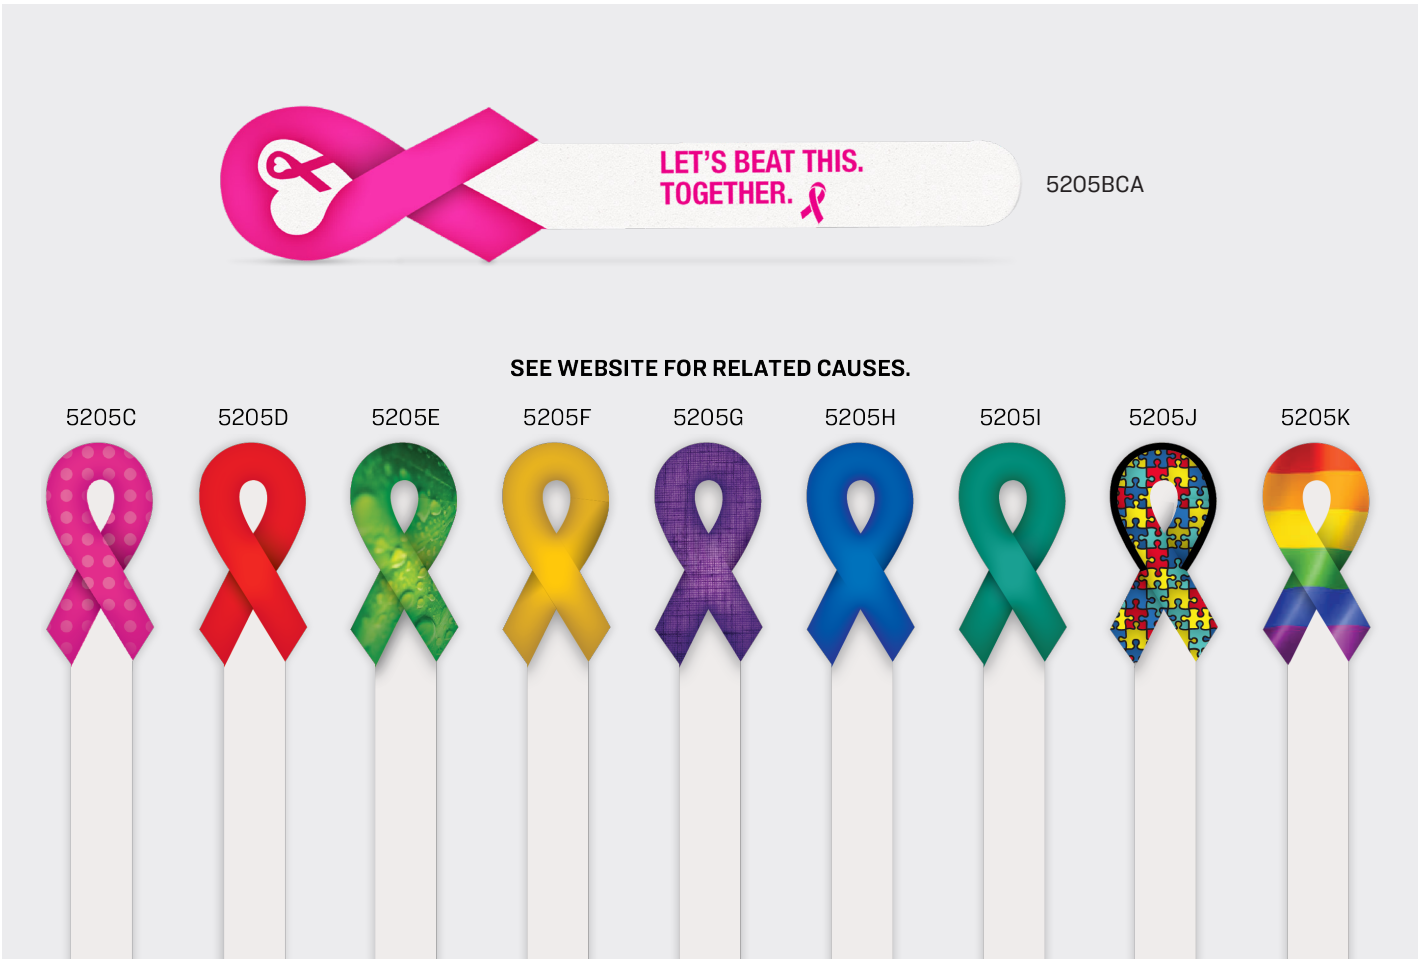 LET'S BEAT THIS.
TOGETHER.
5205BCA
SEE WEBSITE FOR RELATED CAUSES.
5205C 5205D 5205E 5205F 5205G 5205H 5205I 5205J 5205K